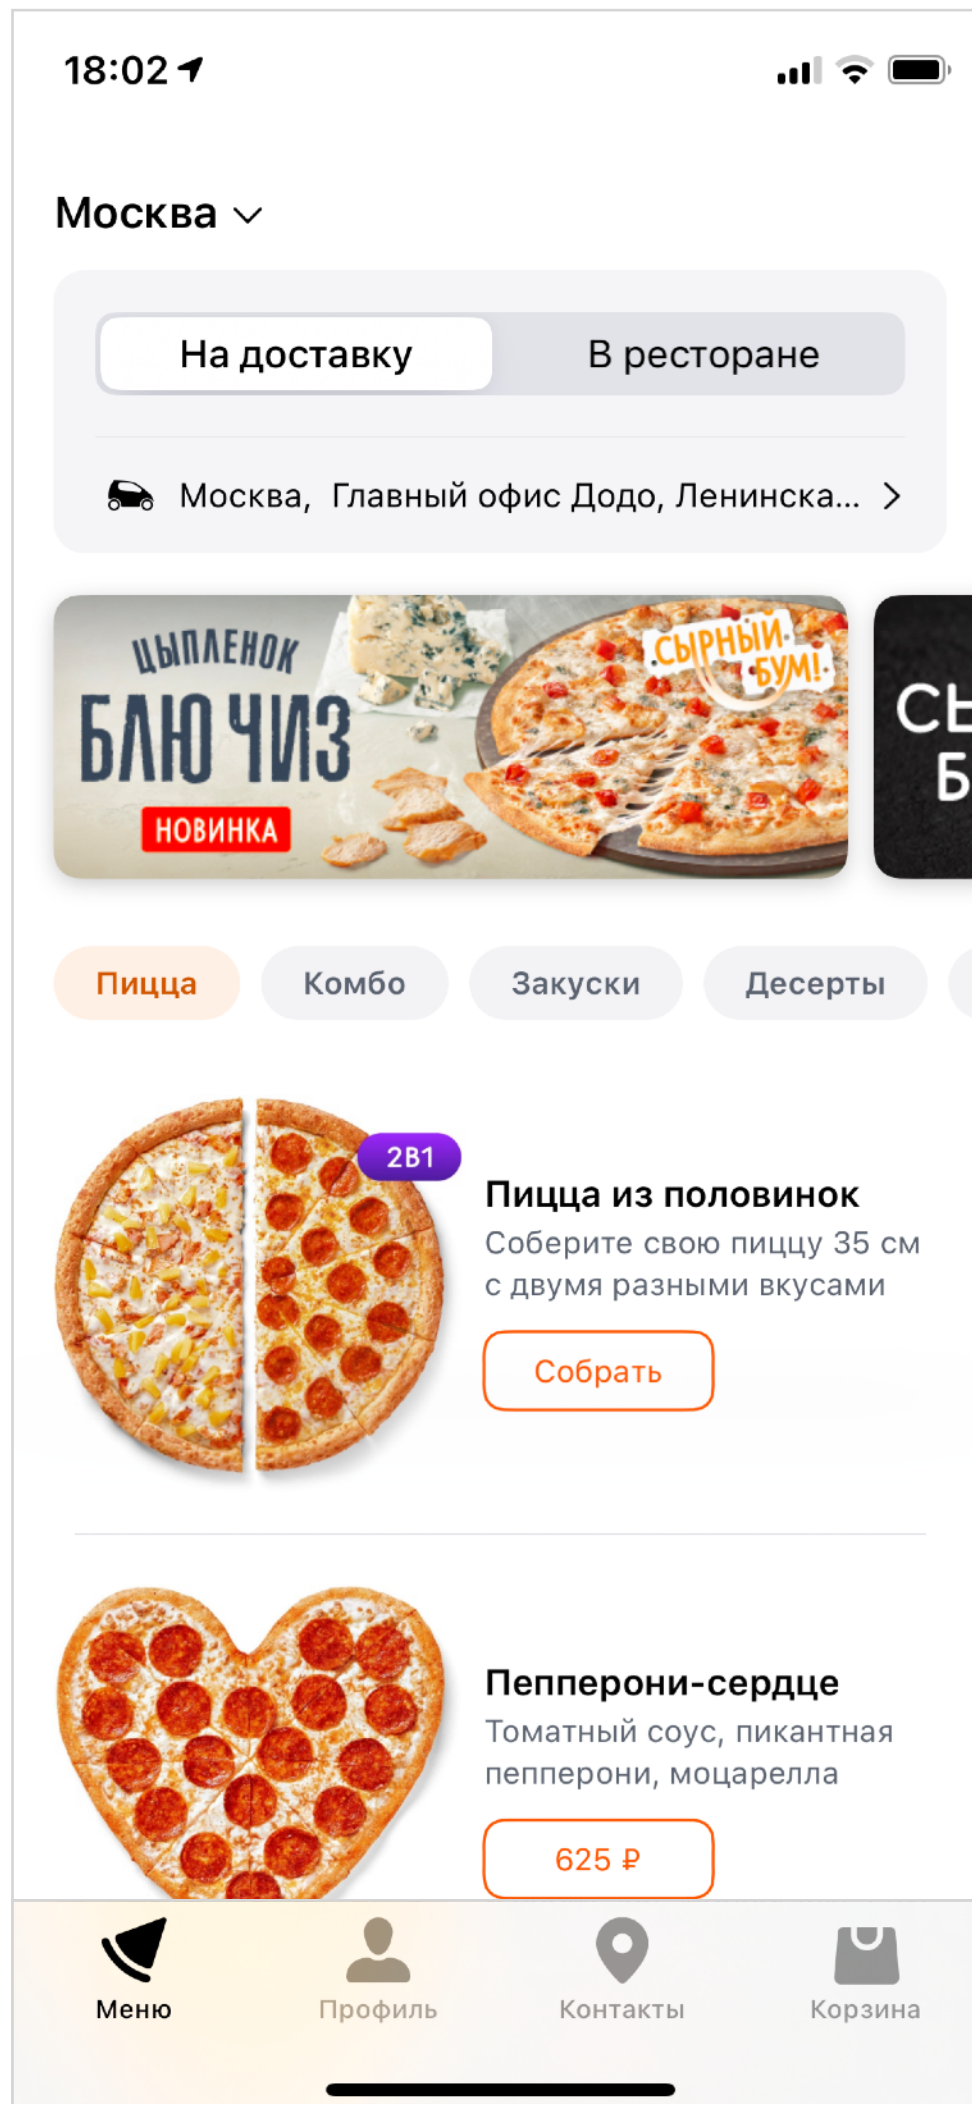 18:02
Москва
На доставку
В ресторане
Москва, Главный офис Додо, Ленинска...
ЦЫПЛЕНОК
БЛЮ ЧИЗ
НОВИНКА
СЫРНЫЙ
БУМ!
СЫ
Б
Пицца
Комбо
Закуски
Десерты
2В1
Пицца из половинок
Соберите свою пиццу 35 см
с двумя разными вкусами
Собрать
Пепперони-сердце
Томатный соус, пикантная
пепперони, моцарелла
625 ₽
Меню
Профиль
Контакты
Корзина